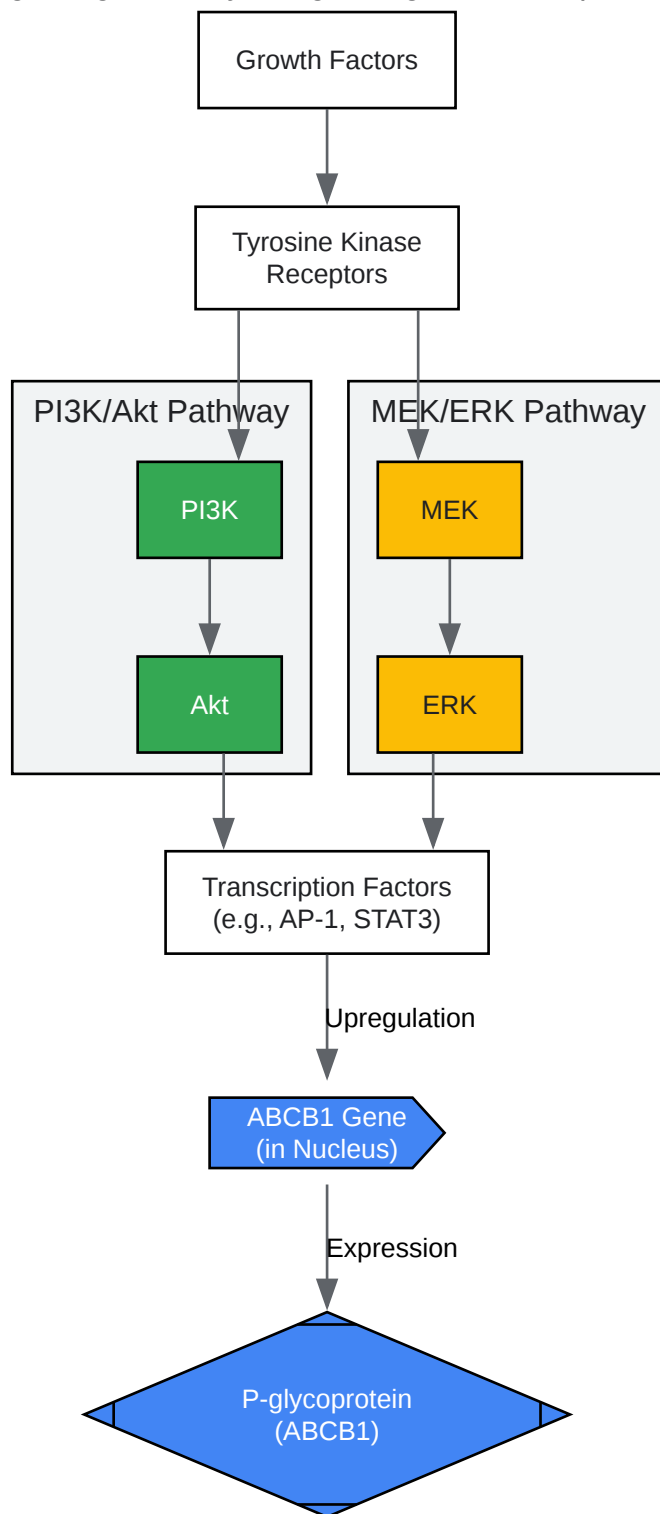 Growth Factors
Tyrosine Kinase
Receptors
PI3K/Akt Pathway
MEK/ERK Pathway
PI3K
MEK
Akt
ERK
Transcription Factors
(e.g., AP-1, STAT3)
Upregulation
ABCB1 Gene
(in Nucleus)
Expression
P-glycoprotein
(ABCB1)